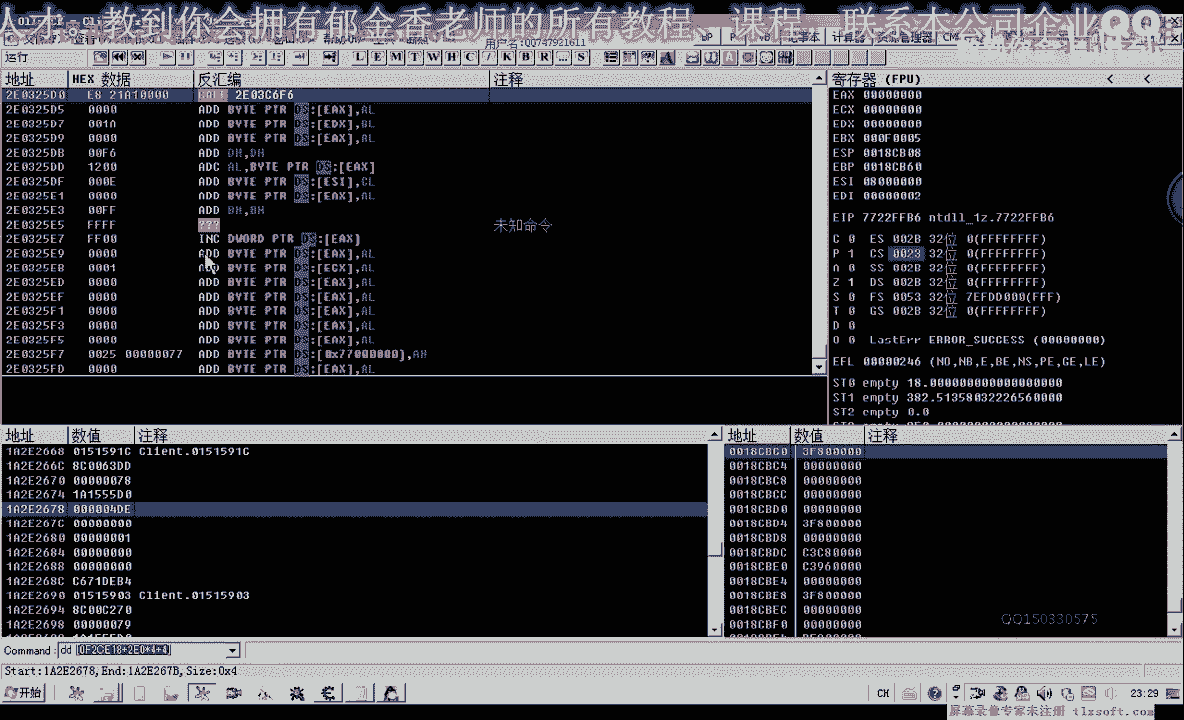 人才，教到你会拥有郁金香老师的所有教程、课程，联系本公司企业QQ
用户名:QQ747921611
运行
L E M T W H C / K B R ... S
地址 HEX 数据 反汇编 注释
2E0325D0 E8 21A10000 CALL 2E03C6F6
2E0325D5 0000 ADD BYTE PTR DS:[EAX],AL
2E0325D7 001A ADD BYTE PTR DS:[EDX],BL
2E0325D9 0000 ADD BYTE PTR DS:[EAX],AL
2E0325DB 00F6 ADD DH,DH
2E0325DD 1200 ADC AL,BYTE PTR DS:[EAX]
2E0325DF 000E ADD BYTE PTR DS:[ESI],CL
2E0325E1 0000 ADD BYTE PTR DS:[EAX],AL
2E0325E3 00FF ADD BH,BH
2E0325E5 FFFF ??? 未知命令
2E0325E7 FF00 INC DWORD PTR DS:[EAX]
2E0325E9 0000 ADD BYTE PTR DS:[EAX],AL
2E0325EB 0001 ADD BYTE PTR DS:[ECX],AL
2E0325ED 0000 ADD BYTE PTR DS:[EAX],AL
2E0325EF 0000 ADD BYTE PTR DS:[EAX],AL
2E0325F1 0000 ADD BYTE PTR DS:[EAX],AL
2E0325F3 0000 ADD BYTE PTR DS:[EAX],AL
2E0325F5 0000 ADD BYTE PTR DS:[EAX],AL
2E0325F7 0025 00000077 ADD BYTE PTR DS:[0x77000000],AH
2E0325FD 0000 ADD BYTE PTR DS:[EAX],AL
寄存器 (FPU) < <
EAX 00000000
ECX 00000000
EDX 00000000
EBX 000F0005
ESP 0018CB08
EBP 0018CB60
ESI 08000000
EDI 00000002
EIP 7722FFB6 ntdll_1z.7722FFB6
C 0 ES 002B 32位 0(FFFFFFFF)
P 1 CS 0023 32位 0(FFFFFFFF)
A 0 SS 002B 32位 0(FFFFFFFF)
Z 1 DS 002B 32位 0(FFFFFFFF)
S 0 FS 0053 32位 7EFDD000(FFF)
T 0 GS 002B 32位 0(FFFFFFFF)
D 0
O 0 LastErr ERROR_SUCCESS (00000000)
EFL 00000246 (NO,NB,E,BE,NS,PE,GE,LE)
ST0 empty 18.000000000000000000
ST1 empty 382.51358032226560000
ST2 empty 0.0
地址 数值 注释
1A2E2668 0151591C Client.0151591C
1A2E266C 8C0063DD
1A2E2670 00000078
1A2E2674 1A1555D0
1A2E2678 000004DE
1A2E267C 00000000
1A2E2680 00000001
1A2E2684 00000000
1A2E2688 00000000
1A2E268C C671DEB4
1A2E2690 01515903 Client.01515903
1A2E2694 8C00C270
1A2E2698 00000079
地址 数值 注释
0018CBC0 3F800000
0018CBC4 00000000
0018CBC8 00000000
0018CBCC 00000000
0018CBD0 00000000
0018CBD4 3F800000
0018CBD8 00000000
0018CBDC C3C80000
0018CBE0 C3960000
0018CBE4 00000000
0018CBE8 3F800000
0018CBEC 00000000
0018CBF0 00000000
QQ150330575
Command: dd [0F2CE18+2E0*4+4]
Start:1A2E2678,End:1A2E267B,Size:0x4
开始 CH 23:29
屏幕录像专家未注册 tlxsoft.com